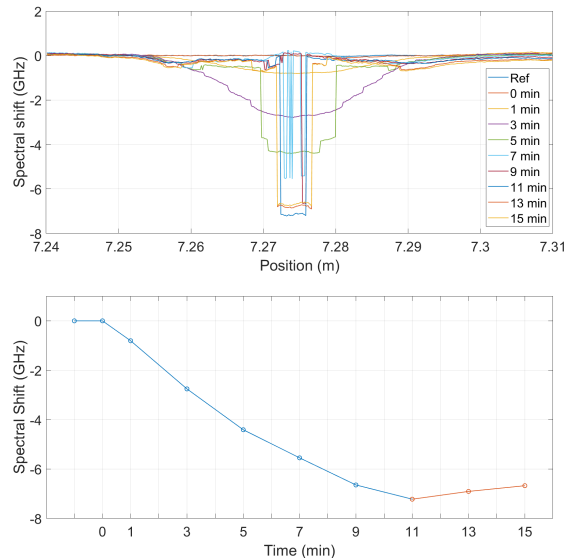 2
0
-2
-4
-6
-8
Spectral shift (GHz)
7.24 7.25 7.26 7.27 7.28 7.29 7.3 7.31
Position (m)
Ref
0 min
1 min
3 min
5 min
7 min
9 min
11 min
13 min
15 min
0
-2
-4
-6
-8
Spectral Shift (GHz)
0 1 3 5 7 9 11 13 15
Time (min)